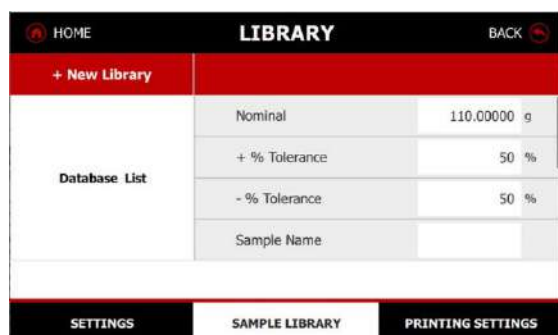 HOME LIBRARY BACK
+ New Library
Nominal 110.00000 g
+ % Tolerance 50 %
Database List
- % Tolerance 50 %
Sample Name
SETTINGS SAMPLE LIBRARY PRINTING SETTINGS